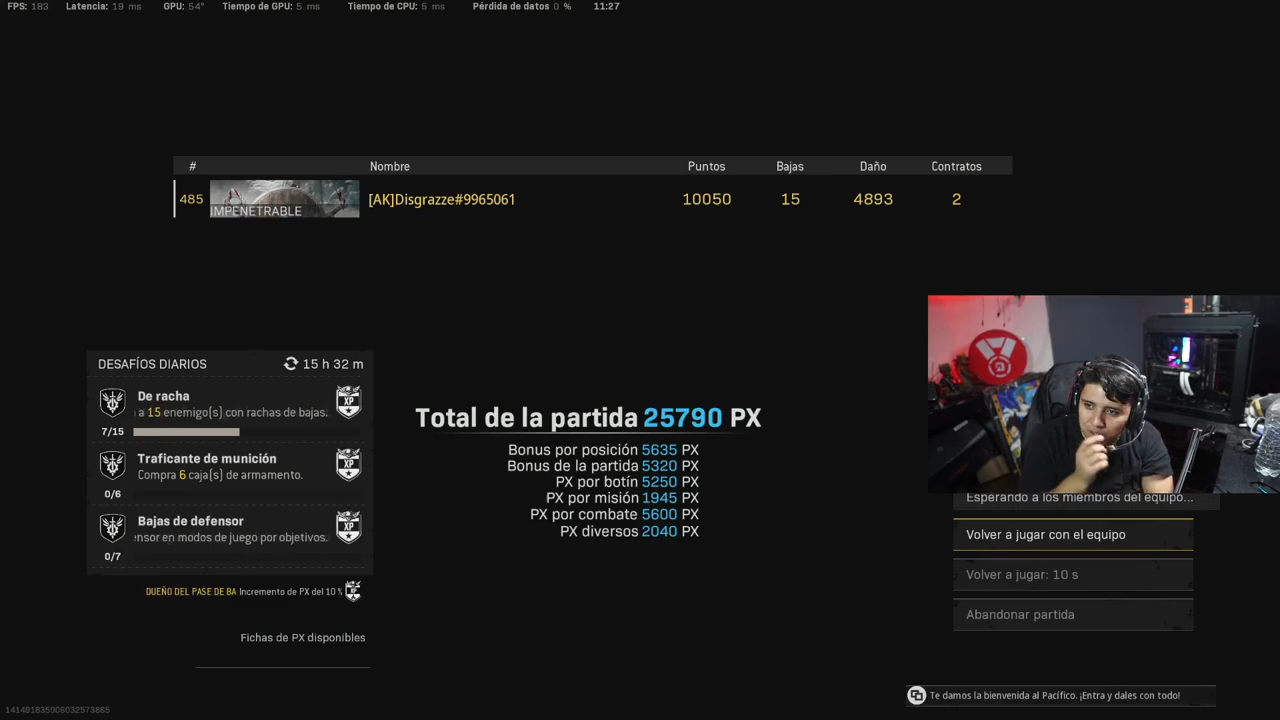 FPS: 183 Latencia: 19 ms GPU: 54° Tiempo de GPU: 5 ms Tiempo de CPU: 5 ms Pérdida de datos 0 % 11:27
# Nombre Puntos Bajas Daño Contratos
485 IMPENETRABLE [AK]Disgrazze#9965061 10050 15 4893 2
DESAFÍOS DIARIOS 15 h 32 m
De racha
a 15 enemigo(s) con rachas de bajas.
7/15
XP
Traficante de munición
Compra 6 caja(s) de armamento.
0/6
XP
Bajas de defensor
ensor en modos de juego por objetivos.
0/7
XP
DUEÑO DEL PASE DE BA Incremento de PX del 10 % XP
Fichas de PX disponibles
Total de la partida 25790 PX
Bonus por posición 5635 PX
Bonus de la partida 5320 PX
PX por botín 5250 PX
PX por misión 1945 PX
PX por combate 5600 PX
PX diversos 2040 PX
Esperando a los miembros del equipo...
Volver a jugar con el equipo
Volver a jugar: 10 s
Abandonar partida
Te damos la bienvenida al Pacífico. ¡Entra y dales con todo!